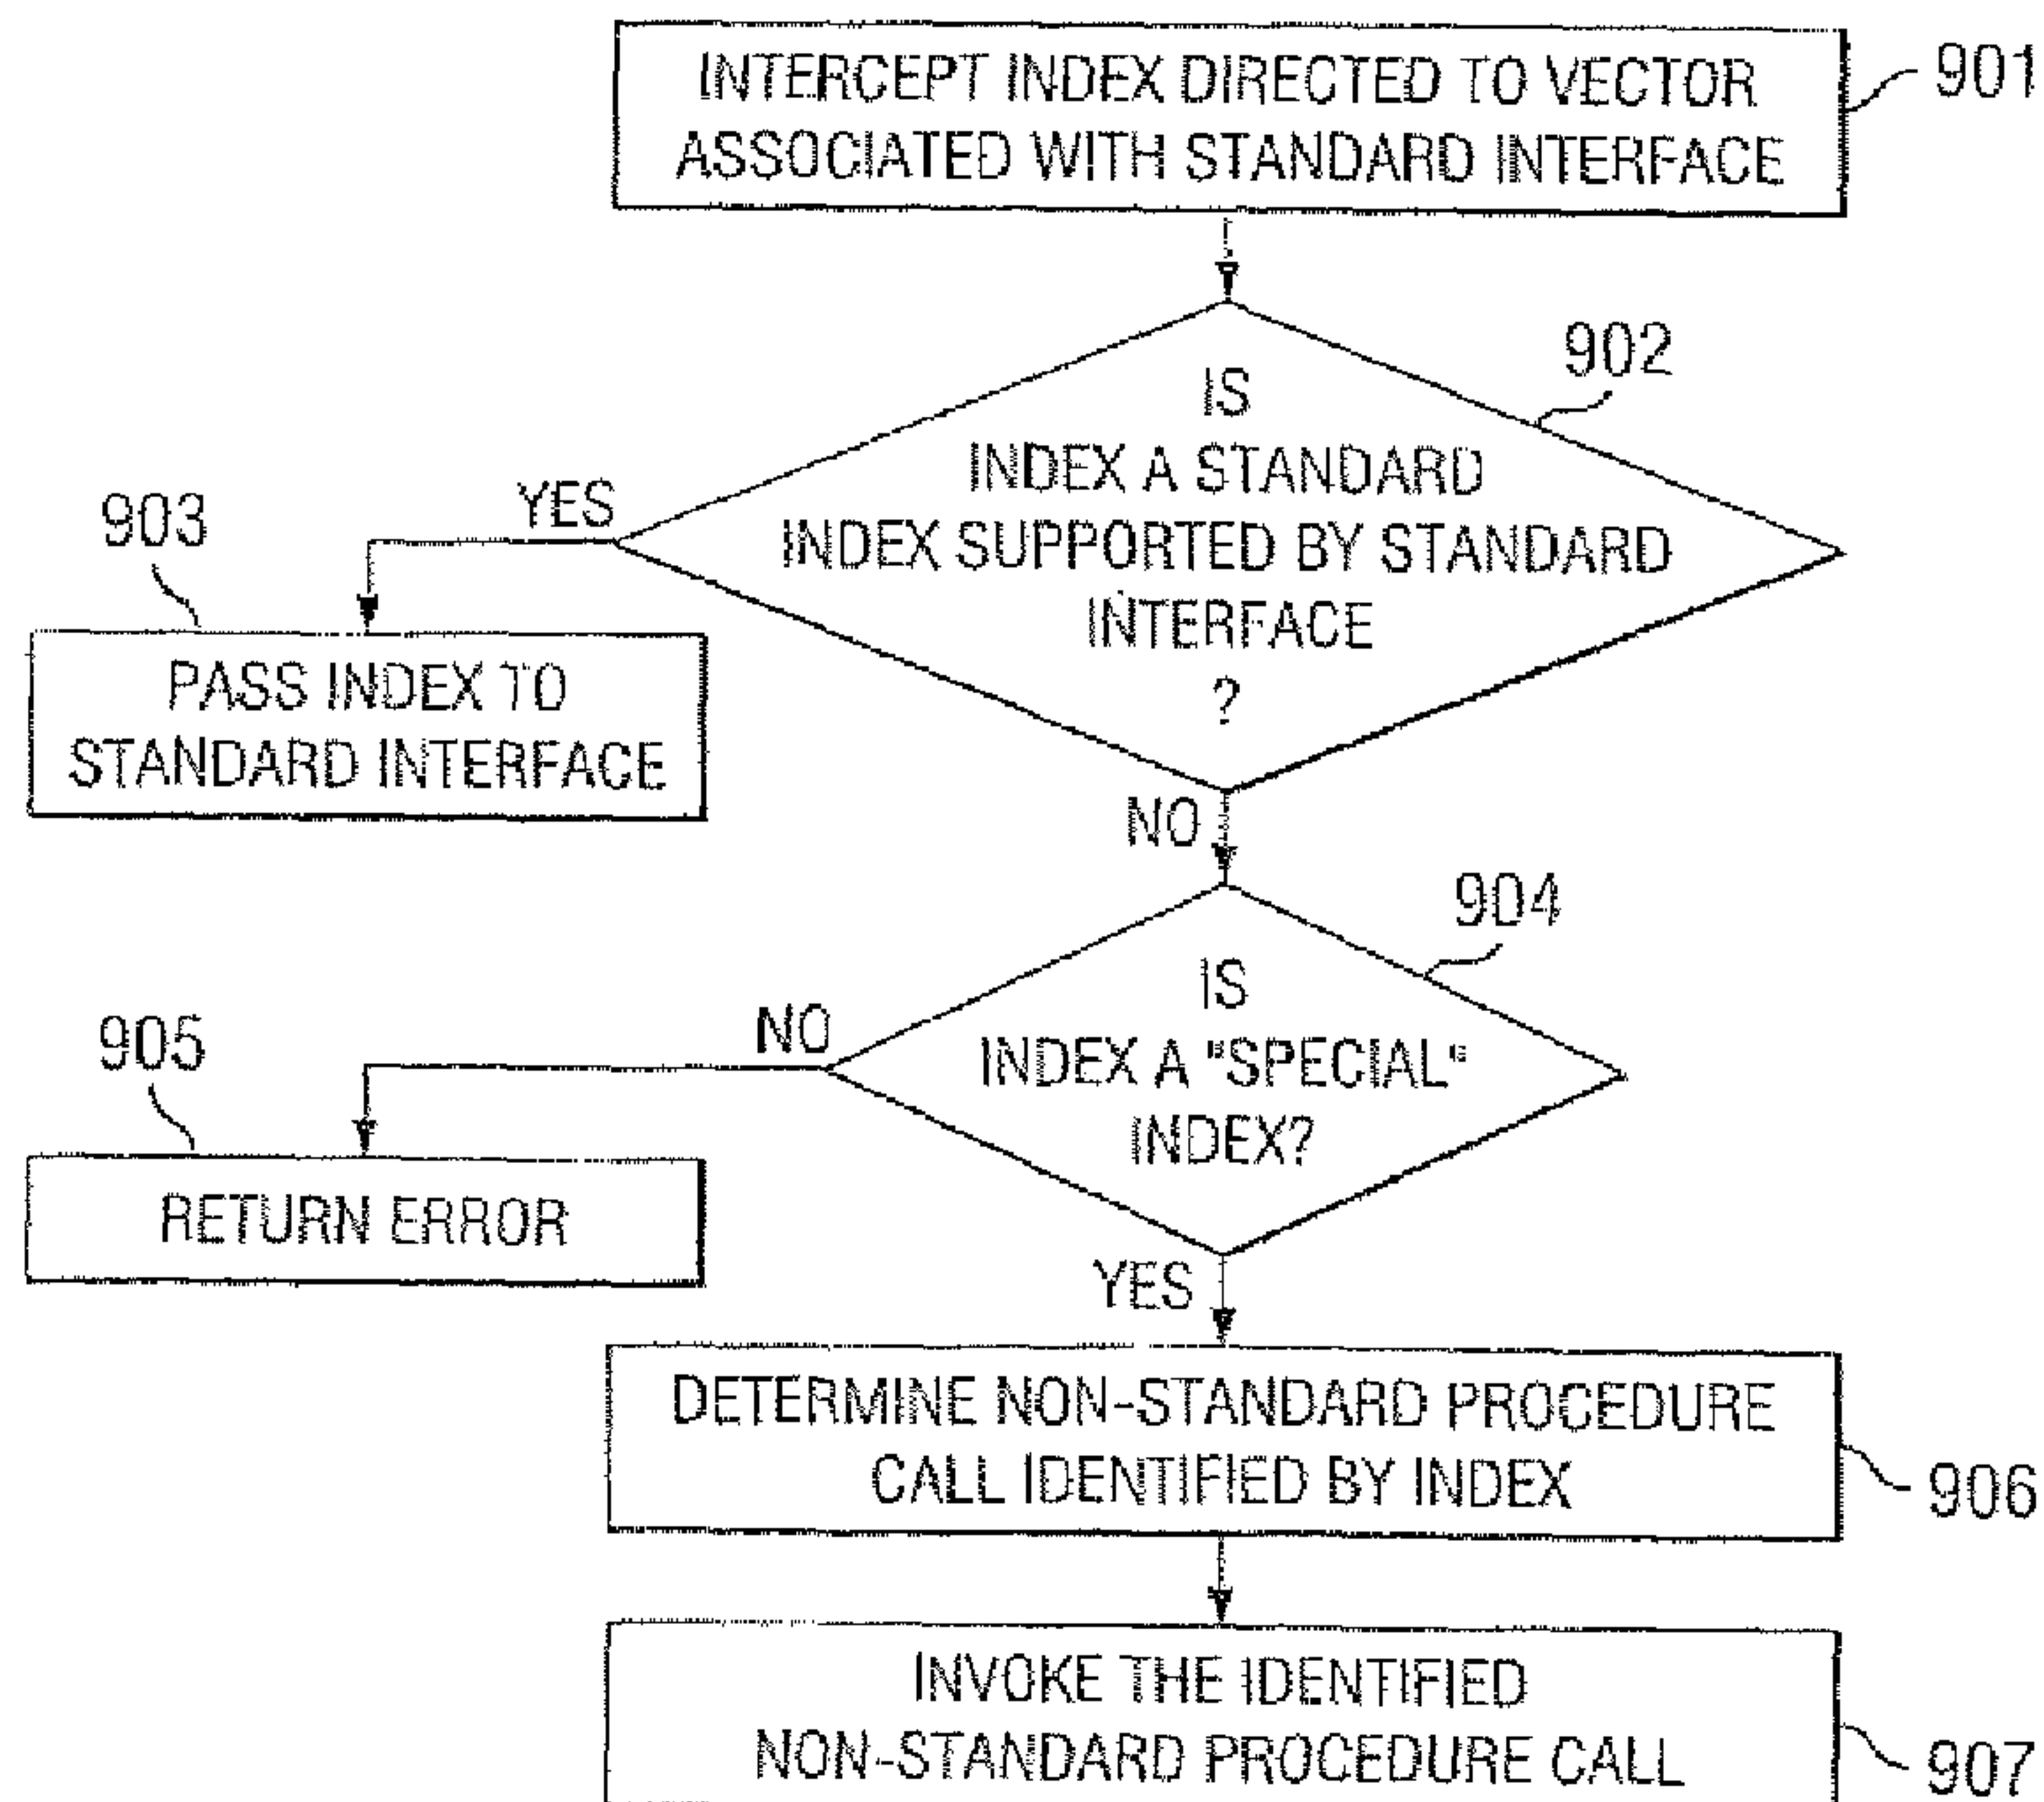 INTERCEPT INDEX DIRECTED TO VECTOR
ASSOCIATED WITH STANDARD INTERFACE
901
902
IS
INDEX A STANDARD
INDEX SUPPORTED BY STANDARD
INTERFACE
?
YES
903
PASS INDEX TO
STANDARD INTERFACE
NO
904
IS
INDEX A "SPECIAL"
INDEX?
NO
905
RETURN ERROR
YES
DETERMINE NON-STANDARD PROCEDURE
CALL IDENTIFIED BY INDEX
906
INVOKE THE IDENTIFIED
NON-STANDARD PROCEDURE CALL
907